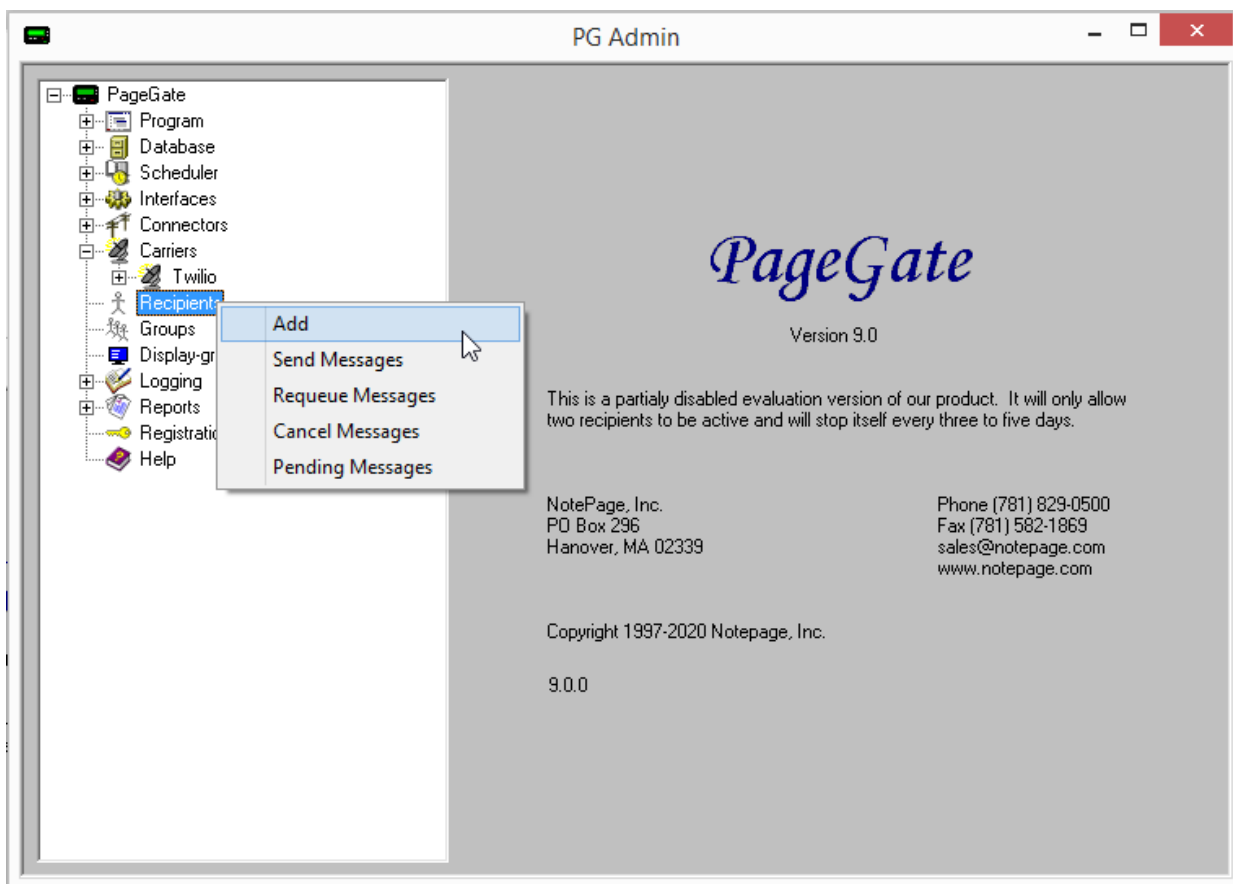 PG Admin
PageGate
Program
Database
Scheduler
Interfaces
Connectors
Carriers
Twilio
Recipients
Groups
Display-gr
Logging
Reports
Registratio
Help
Add
Send Messages
Requeue Messages
Cancel Messages
Pending Messages
PageGate
Version 9.0
This is a partialy disabled evaluation version of our product. It will only allow
two recipients to be active and will stop itself every three to five days.
NotePage, Inc.
PO Box 296
Hanover, MA 02339
Phone (781) 829-0500
Fax (781) 582-1869
sales@notepage.com
www.notepage.com
Copyright 1997-2020 Notepage, Inc.
9.0.0